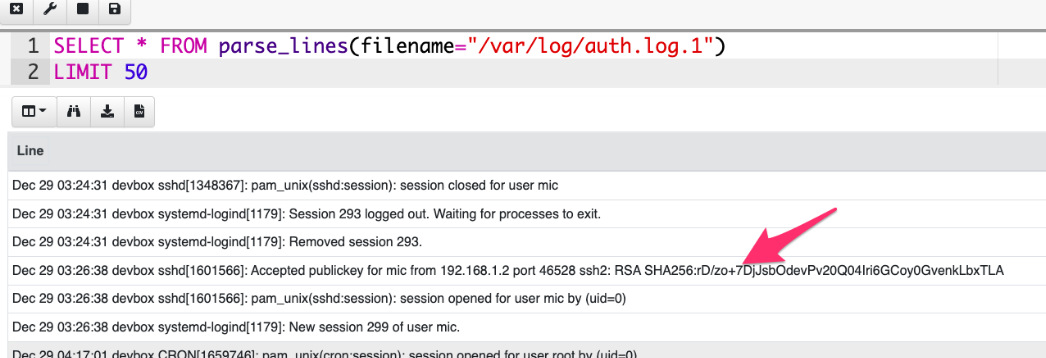 1 SELECT * FROM parse_lines(filename="/var/log/auth.log.1")
2 LIMIT 50
Line
Dec 29 03:24:31 devbox sshd[1348367]: pam_unix(sshd:session): session closed for user mic
Dec 29 03:24:31 devbox systemd-logind[1179]: Session 293 logged out. Waiting for processes to exit.
Dec 29 03:24:31 devbox systemd-logind[1179]: Removed session 293.
Dec 29 03:26:38 devbox sshd[1601566]: Accepted publickey for mic from 192.168.1.2 port 46528 ssh2: RSA SHA256:rD/zo+7DjJsbOdevPv20Q04Iri6GCoy0GvenkLbxTLA
Dec 29 03:26:38 devbox sshd[1601566]: pam_unix(sshd:session): session opened for user mic by (uid=0)
Dec 29 03:26:38 devbox systemd-logind[1179]: New session 299 of user mic.
Dec 29 04:17:01 devbox CRON[1659746]: pam_unix(cron:session): session opened for user root by (uid=0)